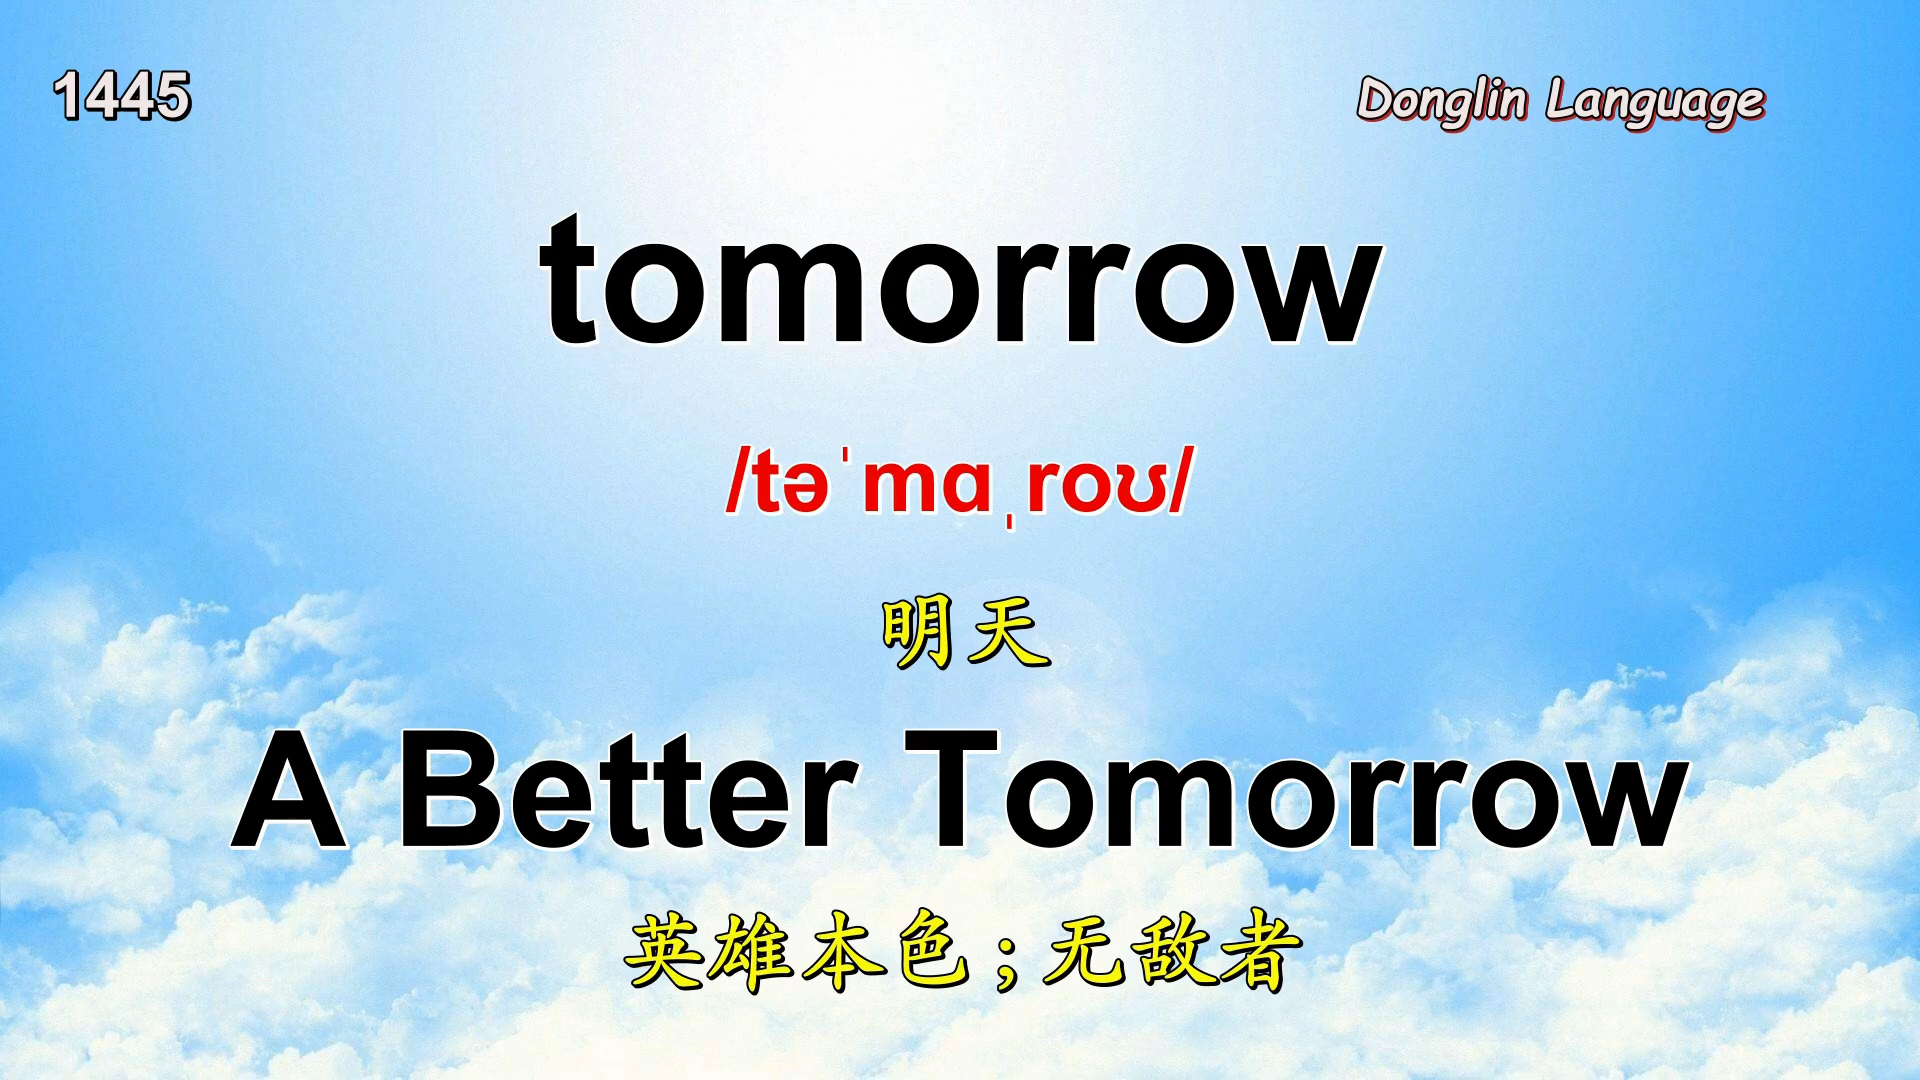 1445
Donglin Language
tomorrow
/təˈmɑˌroʊ/
明天
A Better Tomorrow
英雄本色;无敌者